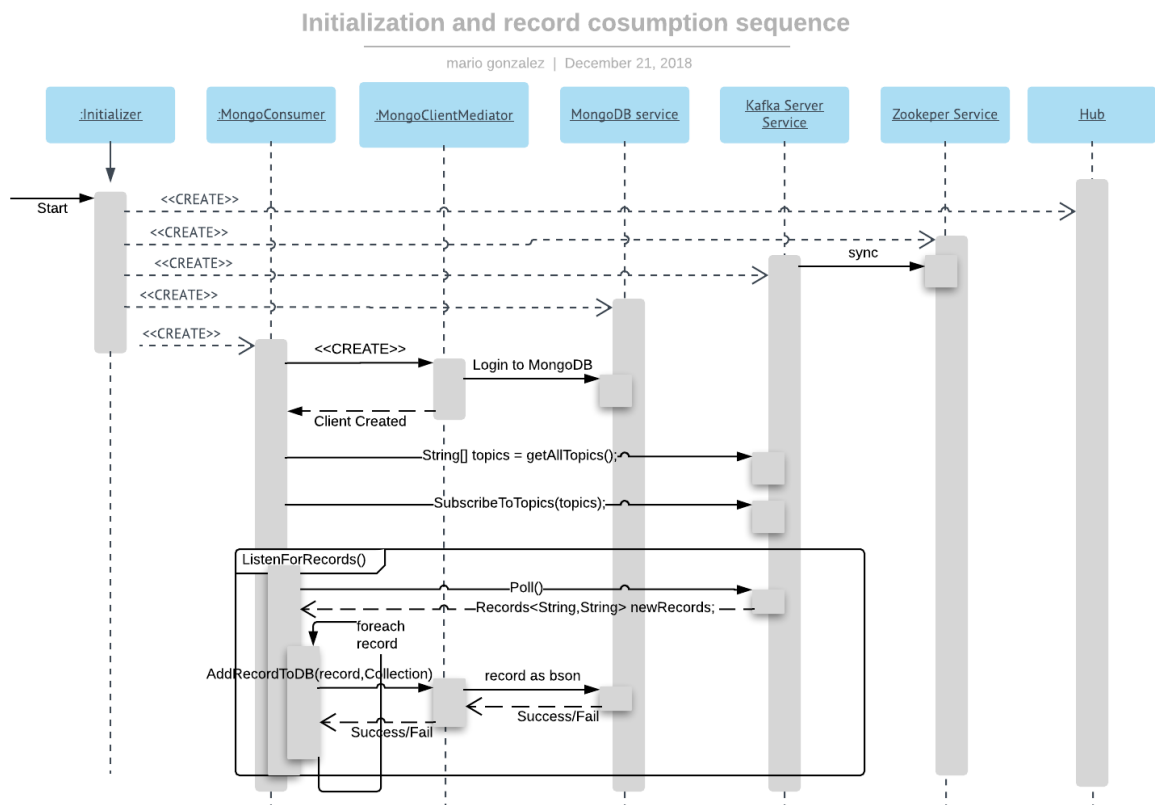 Initialization and record cosumption sequence
mario gonzalez | December 21, 2018
:Initializer
:MongoConsumer
:MongoClientMediator
MongoDB service
Kafka Server
Service
Zookeper Service
Hub
Start
<<CREATE>>
<<CREATE>>
sync
<<CREATE>>
<<CREATE>>
<<CREATE>>
<<CREATE>>
Login to MongoDB
Client Created
String[] topics = getAllTopics();
SubscribeToTopics(topics);
ListenForRecords()
Poll()
Records<String,String> newRecords;
foreach
record
AddRecordToDB(record,Collection)
record as bson
Success/Fail
Success/Fail